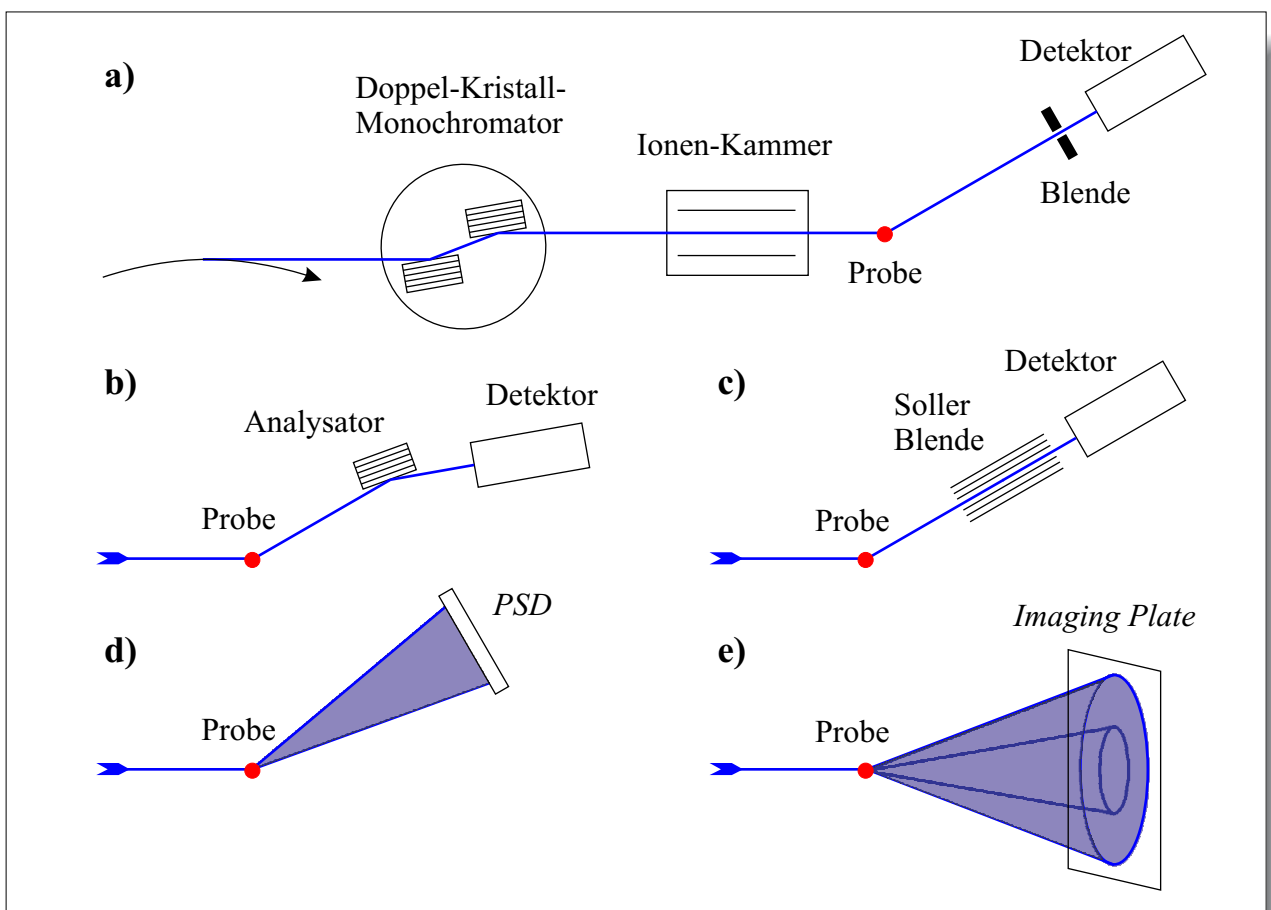 a)
Doppel-Kristall-
Monochromator
Ionen-Kammer
Detektor
Blende
Probe
b)
Analysator
Detektor
Probe
c)
Soller
Blende
Detektor
Probe
d)
PSD
Probe
e)
Imaging Plate
Probe